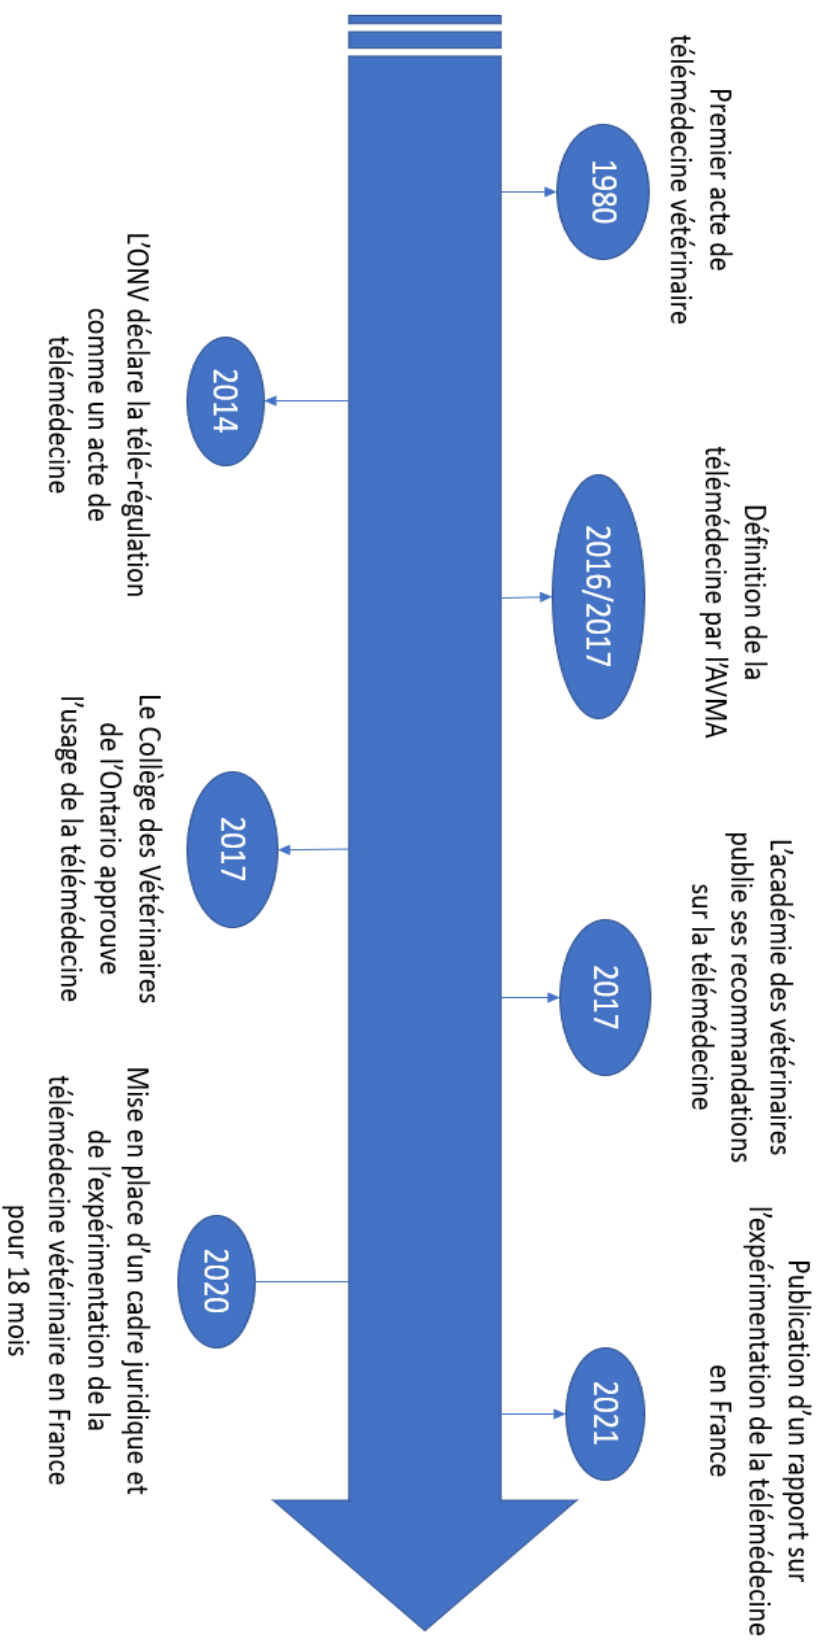 Premier acte de
télémédecine vétérinaire
1980
L'ONV déclare la télé-régulation
comme un acte de
télémédecine
2014
Définition de la
télémédecine par l'AVMA
2016/2017
Le Collège des Vétérinaires
de l'Ontario approuve
l'usage de la télémédecine
2017
L'académie des vétérinaires
publie ses recommandations
sur la télémédecine
2017
Mise en place d'un cadre juridique et
de l'expérimentation de la
télémédecine vétérinaire en France
pour 18 mois
2020
Publication d'un rapport sur
l'expérimentation de la télémédecine
en France
2021